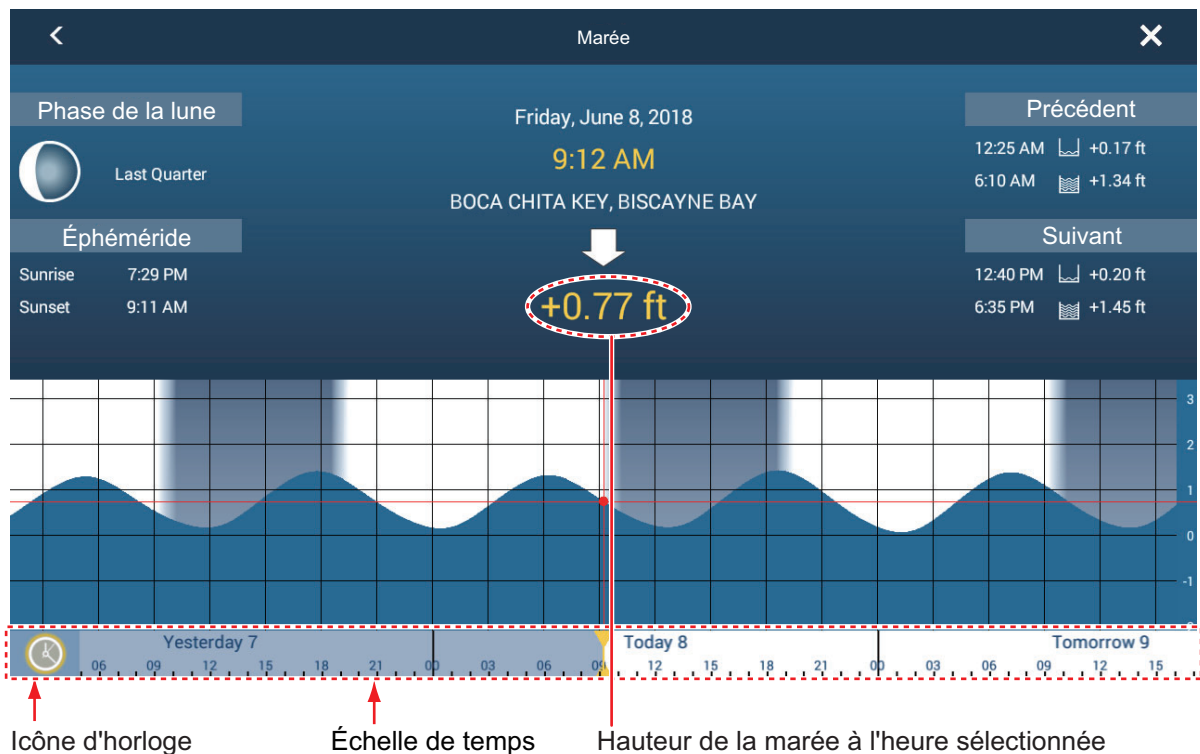 Marée
Phase de la lune
Last Quarter
Éphéméride
Sunrise 7:29 PM
Sunset 9:11 AM
Friday, June 8, 2018
9:12 AM
BOCA CHITA KEY, BISCAYNE BAY
+0.77 ft
Précédent
12:25 AM +0.17 ft
6:10 AM +1.34 ft
Suivant
12:40 PM +0.20 ft
6:35 PM +1.45 ft
3
2
1
0
-1
Yesterday 7 Today 8 Tomorrow 9
06 09 12 15 18 21 00 03 06 09 12 15 18 21 00 03 06 09 12 15
Icône d'horloge Échelle de temps Hauteur de la marée à l'heure sélectionnée